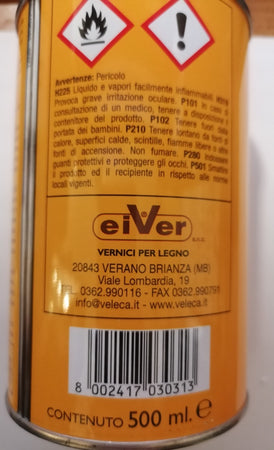 Avvertenze: Pericolo
H225 Liquido e vapori facilmente infiammabili. H319
Provoca grave irritazione oculare. P101 In caso di
consultazione di un medico, tenere a disposizione il
contenitore del prodotto. P102 Tenere fuori della
portata dei bambini. P210 Tenere lontano da fonti di
calore, superfici calde, scintille, fiamme libere o altre
fonti di accensione. Non fumare. P280 Indossare
guanti protettivi e proteggere gli occhi. P501 Smaltire
il prodotto ed il recipiente in rispetto alle norme
locali vigenti.
eiVer
VERNICI PER LEGNO
20843 VERANO BRIANZA (MB)
Viale Lombardia, 19
TEL. 0362.990116 - FAX 0362.990791
info@veleca.it - www.veleca.it
8 002417 030313
CONTENUTO 500 ml. e